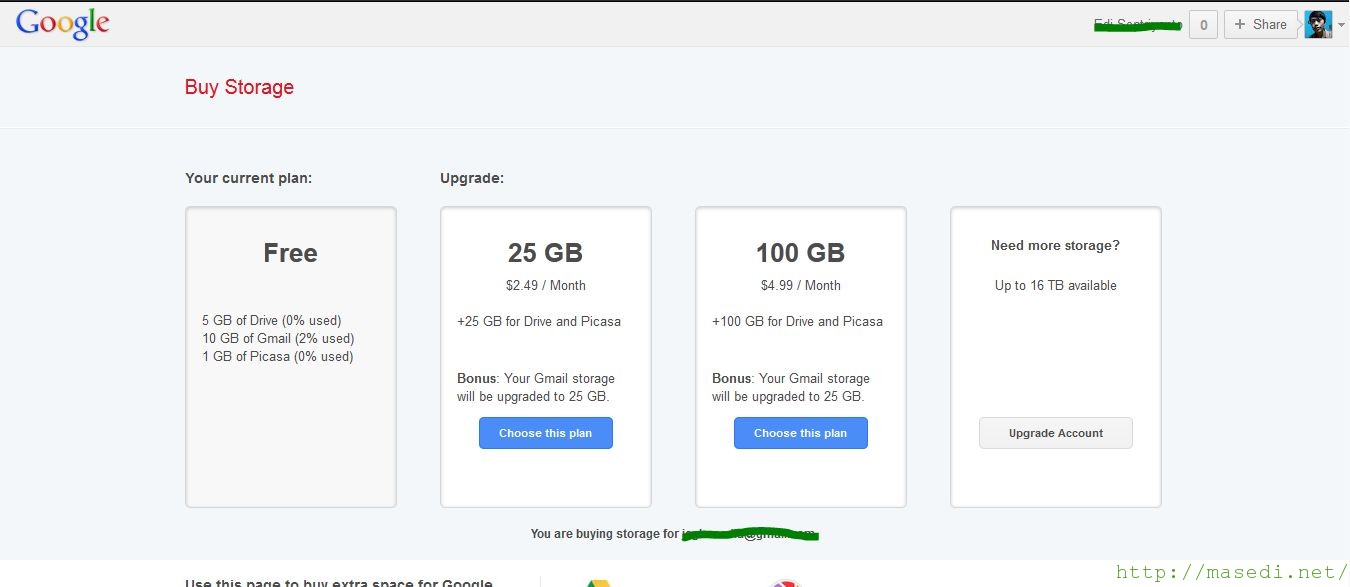 Google
0
+ Share
Buy Storage
Your current plan:
Upgrade:
Free
5 GB of Drive (0% used)
10 GB of Gmail (2% used)
1 GB of Picasa (0% used)
25 GB
$2.49 / Month
+25 GB for Drive and Picasa
Bonus: Your Gmail storage
will be upgraded to 25 GB.
Choose this plan
100 GB
$4.99 / Month
+100 GB for Drive and Picasa
Bonus: Your Gmail storage
will be upgraded to 25 GB.
Choose this plan
Need more storage?
Up to 16 TB available
Upgrade Account
You are buying storage for
Use this page to buy extra space for Google
http://masedi.net/